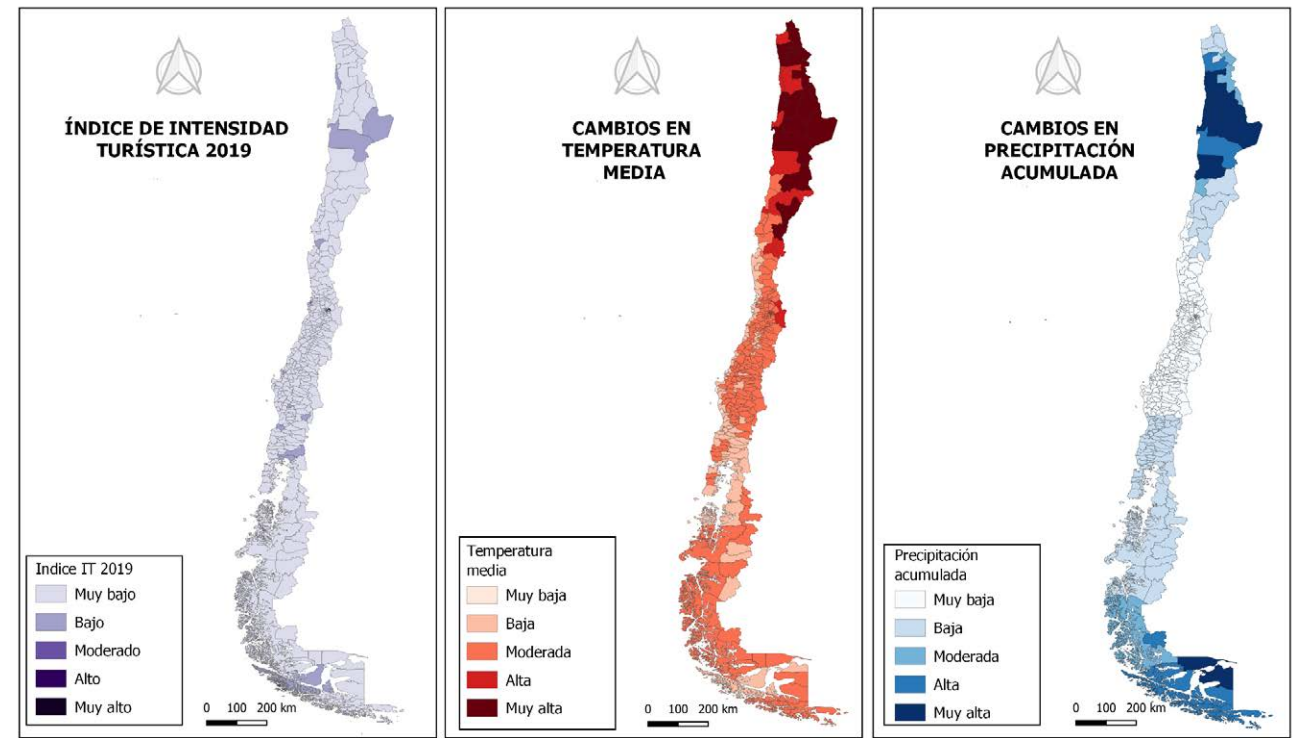 ÍNDICE DE INTENSIDAD
TURÍSTICA 2019
Indice IT 2019
Muy bajo
Bajo
Moderado
Alto
Muy alto
0 100 200 km
CAMBIOS EN
TEMPERATURA
MEDIA
Temperatura
media
Muy baja
Baja
Moderada
Alta
Muy alta
0 100 200 km
CAMBIOS EN
PRECIPITACIÓN
ACUMULADA
Precipitación
acumulada
Muy baja
Baja
Moderada
Alta
Muy alta
0 100 200 km